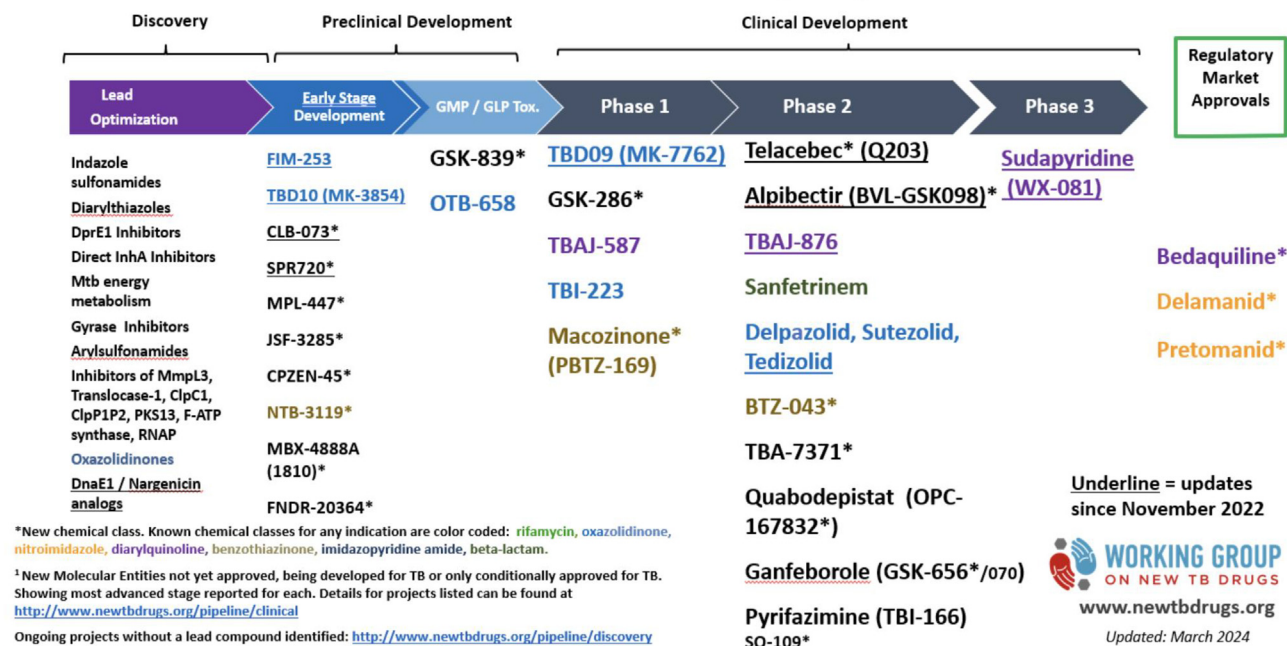 Discovery
Preclinical Development
Clinical Development
Regulatory
Market
Approvals
Lead
Optimization
Early Stage
Development
GMP / GLP Tox.
Phase 1
Phase 2
Phase 3
Indazole
sulfonamides
Diarylthiazoles
DprE1 Inhibitors
Direct InhA Inhibitors
Mtb energy
metabolism
Gyrase Inhibitors
Arylsulfonamides
Inhibitors of MmpL3,
Translocase-1, ClpC1,
ClpP1P2, PKS13, F-ATP
synthase, RNAP
Oxazolidinones
DnaE1 / Nargenicin
analogs
FIM-253
TBD10 (MK-3854)
CLB-073*
SPR720*
MPL-447*
JSF-3285*
CPZEN-45*
NTB-3119*
MBX-4888A
(1810)*
FNDR-20364*
GSK-839*
OTB-658
TBD09 (MK-7762)
GSK-286*
TBAJ-587
TBI-223
Macozinone*
(PBTZ-169)
Telacebec* (Q203)
Alpibectir (BVL-GSK098)*
TBAJ-876
Sanfetrinem
Delpazolid, Sutezolid,
Tedizolid
BTZ-043*
TBA-7371*
Quabodepistat (OPC-
167832*)
Ganfeborole (GSK-656*/070)
Pyrifazimine (TBI-166)
SQ-109*
Sudapyridine
(WX-081)
Bedaquiline*
Delamanid*
Pretomanid*
*New chemical class. Known chemical classes for any indication are color coded: rifamycin, oxazolidinone,
nitroimidazole, diarylquinoline, benzothiazinone, imidazopyridine amide, beta-lactam.
1 New Molecular Entities not yet approved, being developed for TB or only conditionally approved for TB.
Showing most advanced stage reported for each. Details for projects listed can be found at
http://www.newtbdrugs.org/pipeline/clinical
Ongoing projects without a lead compound identified: http://www.newtbdrugs.org/pipeline/discovery
Underline = updates
since November 2022
WORKING GROUP
ON NEW TB DRUGS
www.newtbdrugs.org
Updated: March 2024